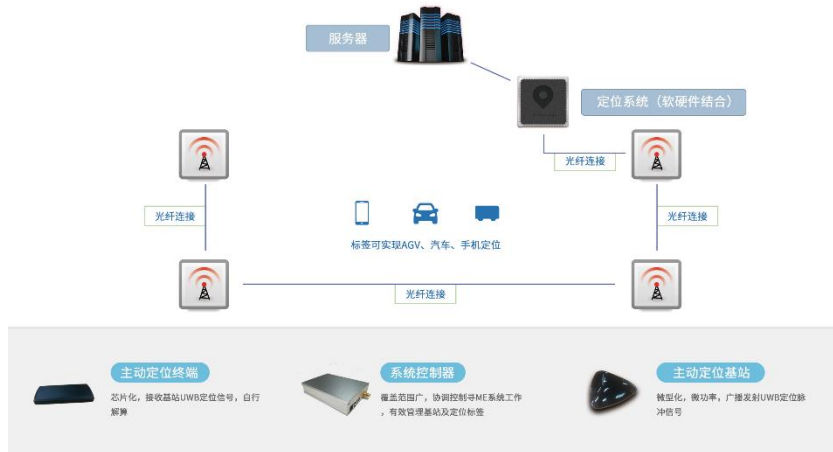 服务器
定位系统（软硬件结合）
光纤连接
光纤连接
光纤连接
标签可实现AGV、汽车、手机定位
光纤连接
主动定位终端
芯片化，接收基站UWB定位信号，自行
解算
系统控制器
覆盖范围广，协调控制寻ME系统工作
，有效管理基站及定位标签
主动定位基站
微型化，微功率，广播发射UWB定位脉
冲信号